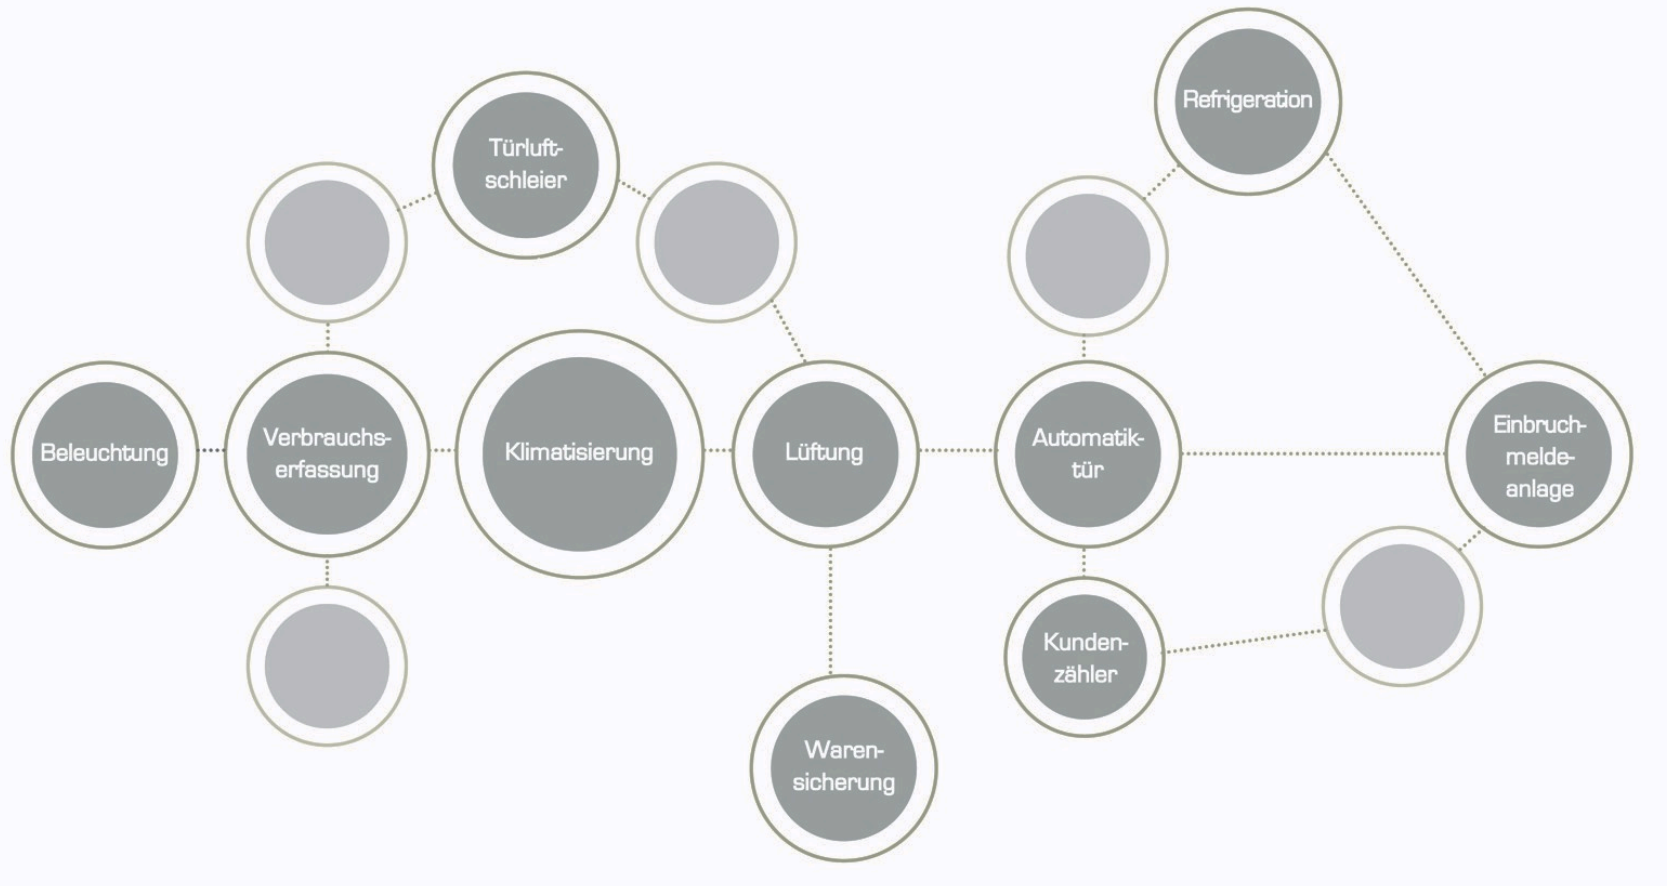 Refrigeration
Türluft-
schleier
Beleuchtung
Verbrauchs-
erfassung
Klimatisierung
Lüftung
Automatik-
tür
Einbruch-
melde-
anlage
Kunden-
zähler
Waren-
sicherung